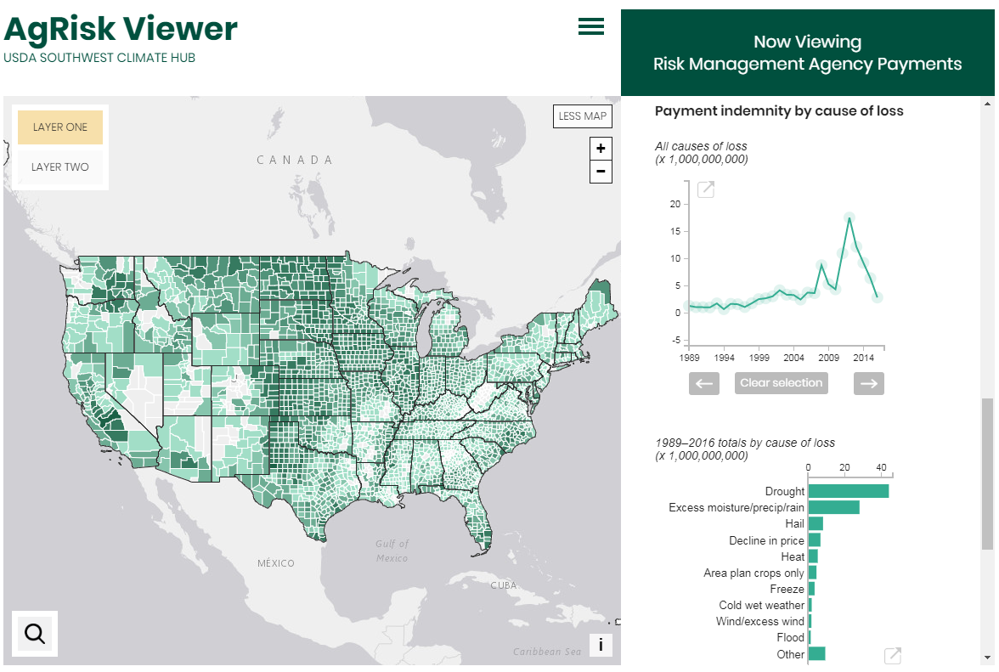 AgRisk Viewer
USDA SOUTHWEST CLIMATE HUB
Now Viewing
Risk Management Agency Payments
LAYER ONE
LAYER TWO
LESS MAP
+
−
CANADA
MÉXICO
Gulf of
Mexico
CUBA
Caribbean Sea
i
Payment indemnity by cause of loss
All causes of loss
(x 1,000,000,000)
20
15
10
5
0
-5
1989 1994 1999 2004 2009 2014
← Clear selection →
1989–2016 totals by cause of loss
(x 1,000,000,000)
0 20 40
Drought
Excess moisture/precip/rain
Hail
Decline in price
Heat
Area plan crops only
Freeze
Cold wet weather
Wind/excess wind
Flood
Other